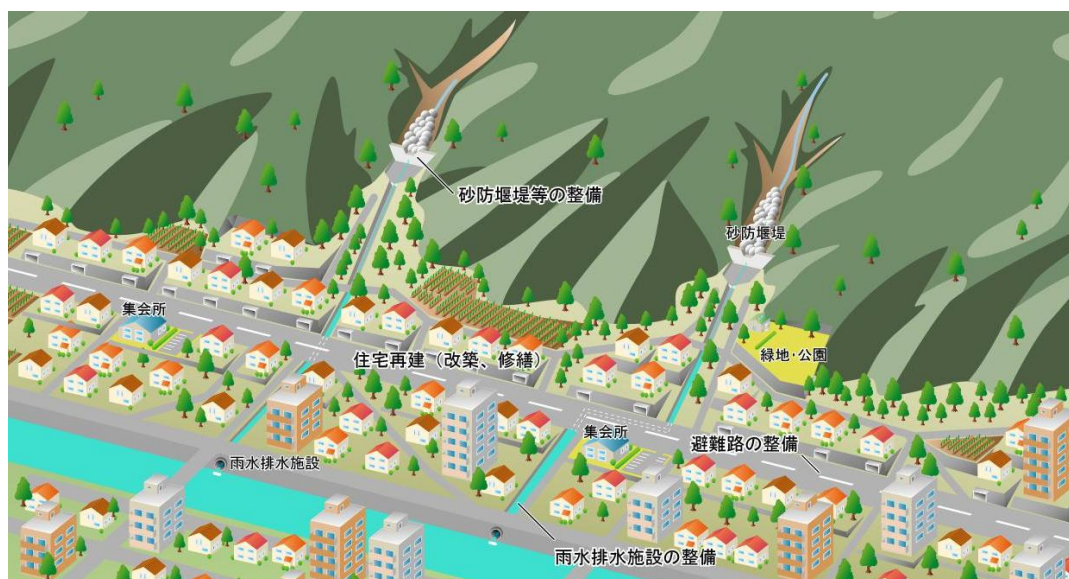 砂防堰堤等の整備
砂防堰堤
集会所
緑地・公園
住宅再建（改築、修繕）
集会所
避難路の整備
雨水排水施設
雨水排水施設の整備